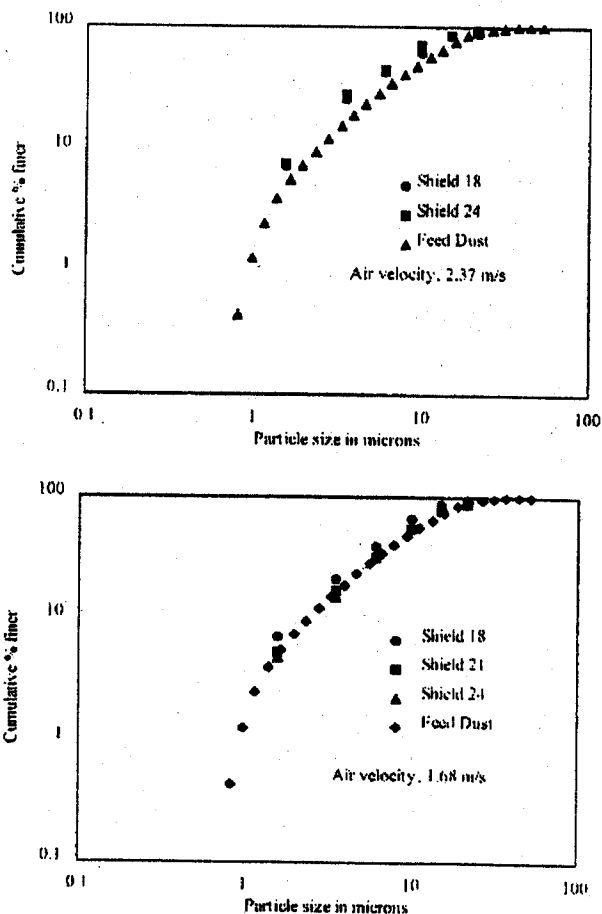 100
10
1
0.1
Cumulative % finer
Shield 18
Shield 24
Feed Dust
Air velocity, 2.37 m/s
0.1 1 10 100
Particle size in microns
100
10
1
0.1
Cumulative % finer
Shield 18
Shield 21
Shield 24
Feed Dust
Air velocity, 1.68 m/s
0.1 1 10 100
Particle size in microns